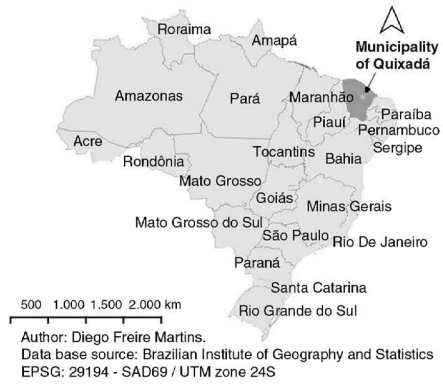 Roraima
Amapá
Municipality
of Quixadá
Amazonas
Pará
Maranhão
Paraíba
Piauí
Pernambuco
Acre
Tocantins
Sergipe
Rondônia
Bahia
Mato Grosso
Goiás
Minas Gerais
Mato Grosso do Sul
São Paulo
Rio De Janeiro
Paraná
Santa Catarina
Rio Grande do Sul
500 1.000 1.500 2.000 km
Author: Diego Freire Martins.
Data base source: Brazilian Institute of Geography and Statistics
EPSG: 29194 - SAD69 / UTM zone 24S